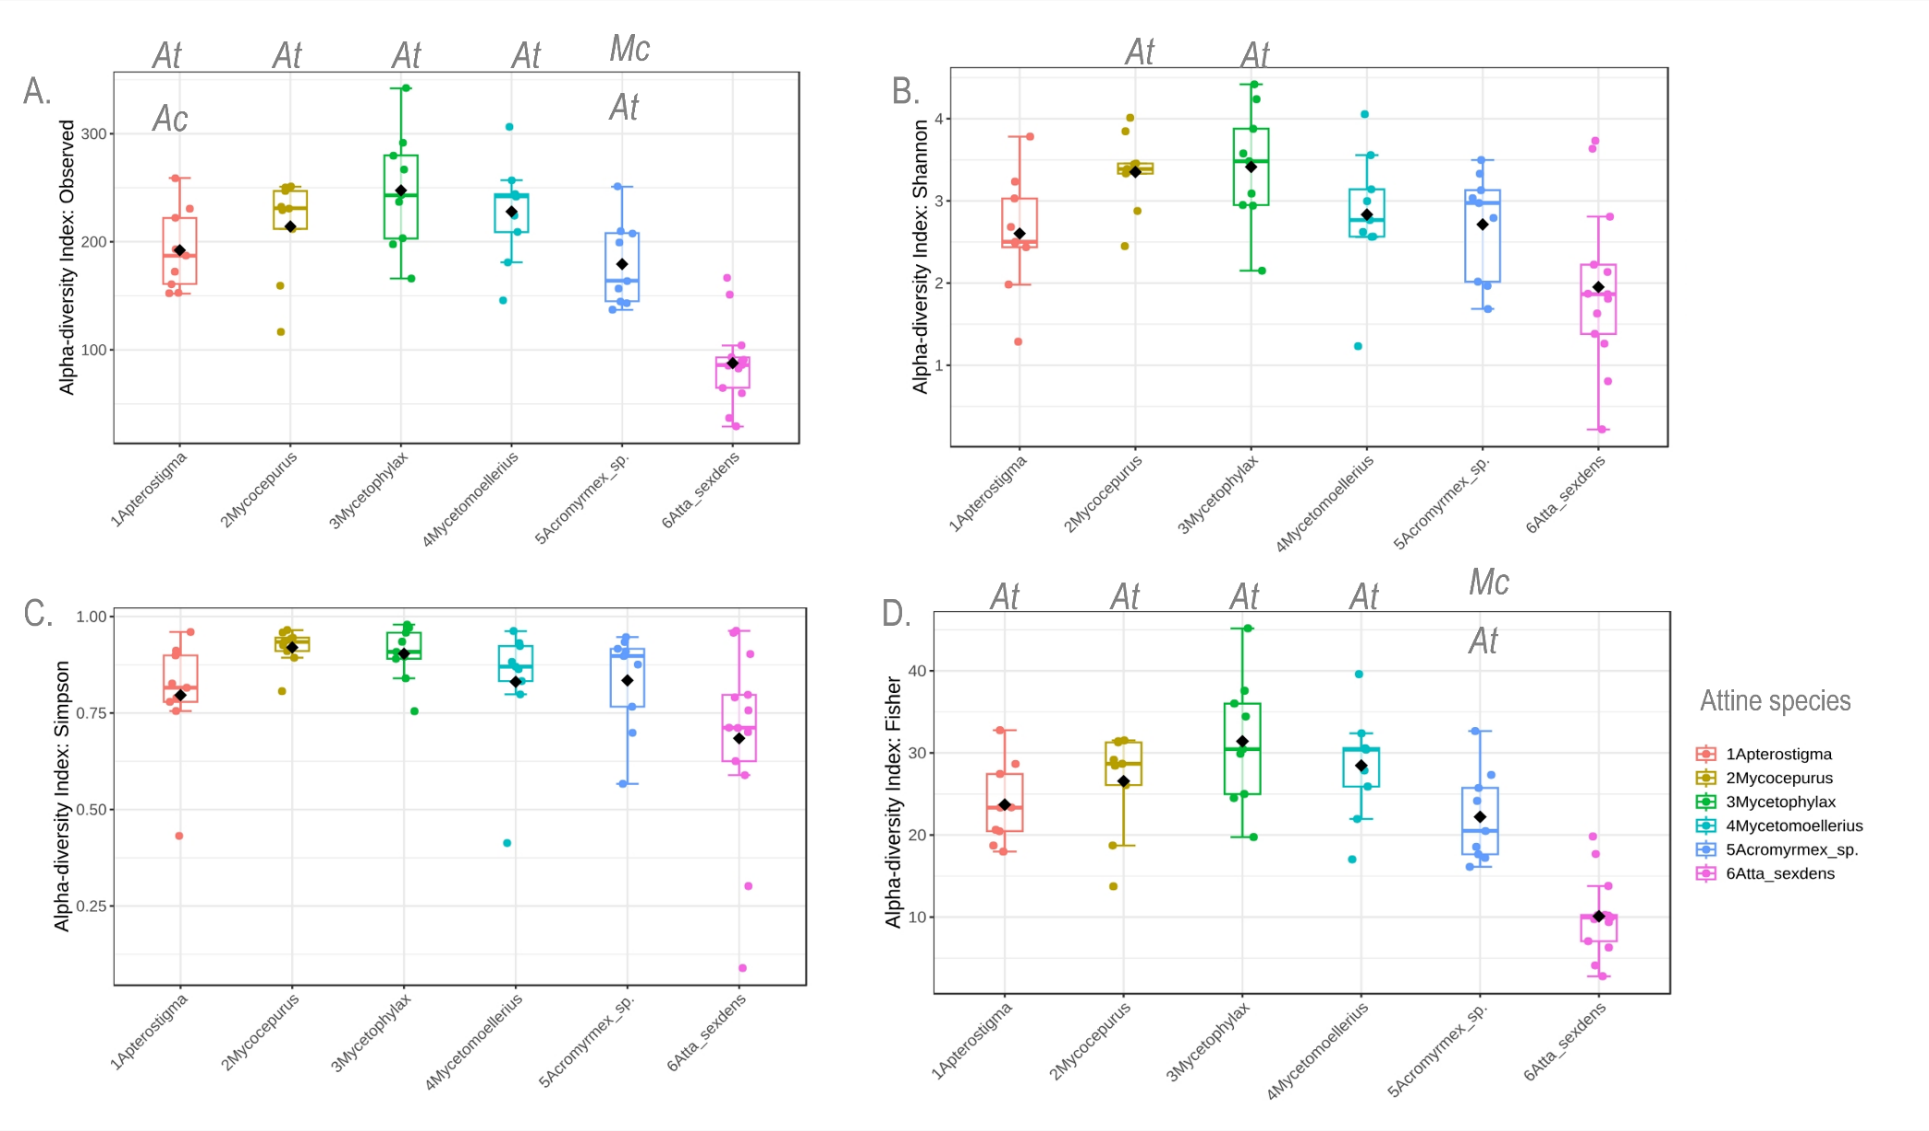 At At At At Mc
A.
Ac At
Alpha-diversity Index: Observed
300
200
100
1Apterostigma
2Mycocepurus
3Mycetophylax
4Mycetomoellerius
5Acromyrmex_sp.
6Atta_sexdens
At At
B.
Alpha-diversity Index: Shannon
4
3
2
1
1Apterostigma
2Mycocepurus
3Mycetophylax
4Mycetomoellerius
5Acromyrmex_sp.
6Atta_sexdens
C.
Alpha-diversity Index: Simpson
1.00
0.75
0.50
0.25
1Apterostigma
2Mycocepurus
3Mycetophylax
4Mycetomoellerius
5Acromyrmex_sp.
6Atta_sexdens
At At At At Mc
D.
At
Alpha-diversity Index: Fisher
40
30
20
10
1Apterostigma
2Mycocepurus
3Mycetophylax
4Mycetomoellerius
5Acromyrmex_sp.
6Atta_sexdens
Attine species
1Apterostigma
2Mycocepurus
3Mycetophylax
4Mycetomoellerius
5Acromyrmex_sp.
6Atta_sexdens